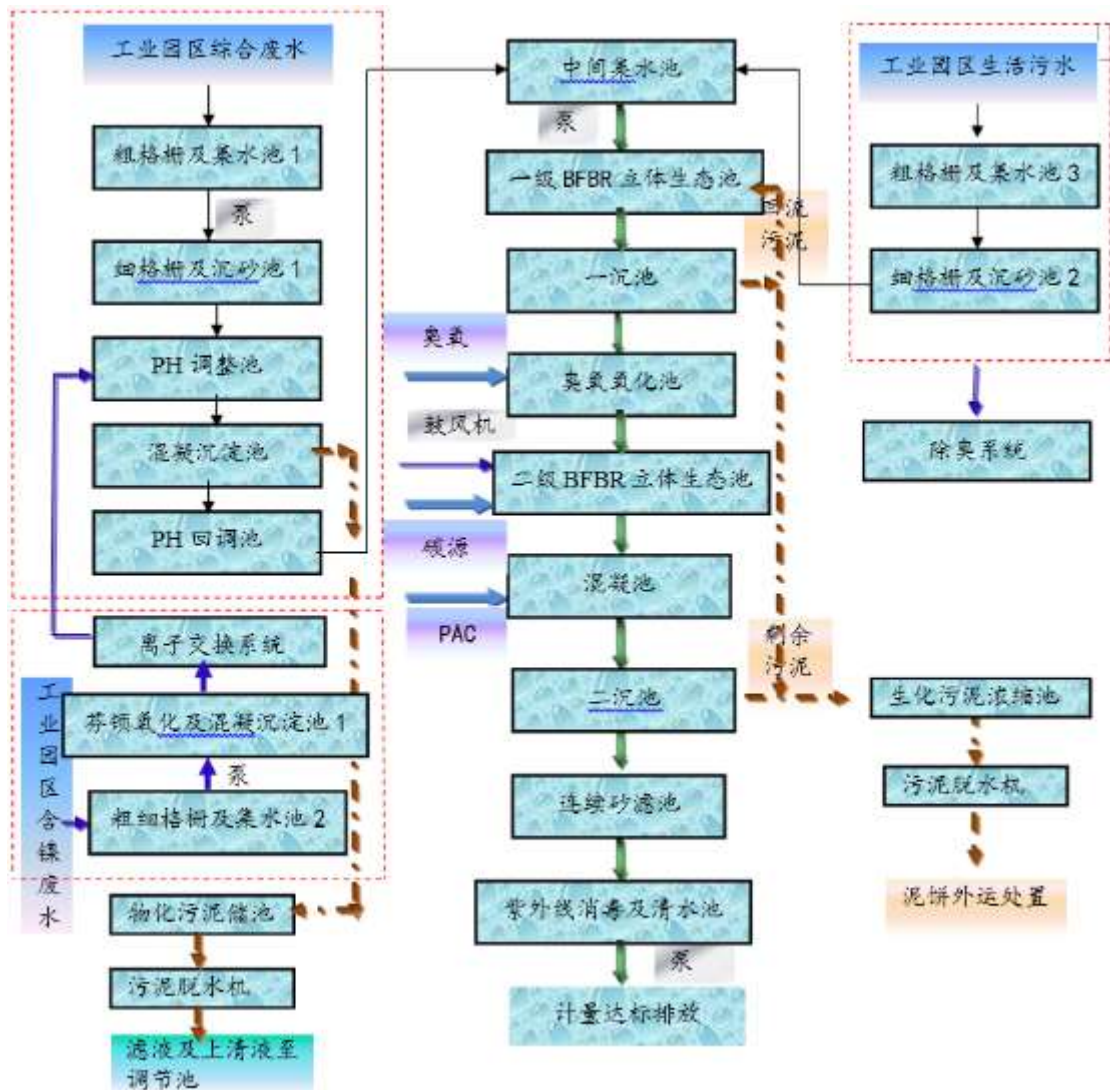 工业园区综合废水
粗格栅及集水池1
泵
细格栅及沉砂池1
PH 调整池
混凝沉淀池
PH 回调池
离子交换系统
芬顿氧化及混凝沉淀池1
泵
粗细格栅及集水池2
工业园区含镍废水
物化污泥储池
污泥脱水机
滤液及上清液至
调节池
中间集水池
泵
一级BFBR立体生态池
回流
污泥
一沉池
臭氧
臭氧氧化池
鼓风机
二级BFBR立体生态池
碳源
混凝池
PAC
剩余
污泥
二沉池
连续砂滤池
紫外线消毒及清水池
泵
计量达标排放
工业园区生活污水
粗格栅及集水池3
细格栅及沉砂池2
除臭系统
生化污泥浓缩池
污泥脱水机
泥饼外运处置